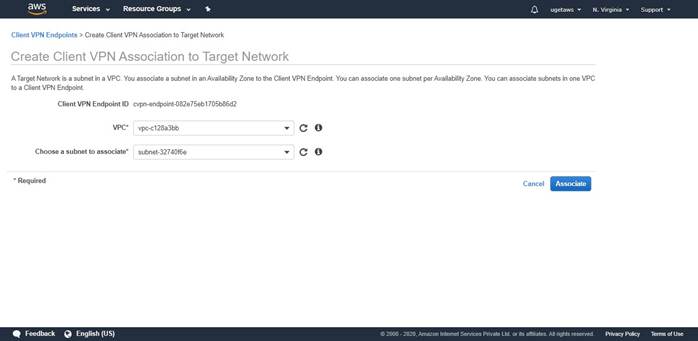 aws Services Resource Groups ugetaws N. Virginia Support
Client VPN Endpoints > Create Client VPN Association to Target Network
Create Client VPN Association to Target Network
A Target Network is a subnet in a VPC. You associate a subnet in an Availability Zone to the Client VPN Endpoint. You can associate one subnet per Availability Zone. You can associate subnets in one VPC
to a Client VPN Endpoint.
Client VPN Endpoint ID cvpn-endpoint-082e75eb1705b86d2
VPC* vpc-c128a3bb
Choose a subnet to associate* subnet-32740f6e
* Required
Cancel Associate
Feedback English (US) © 2008 - 2020, Amazon Internet Services Private Ltd. or its affiliates. All rights reserved. Privacy Policy Terms of Use